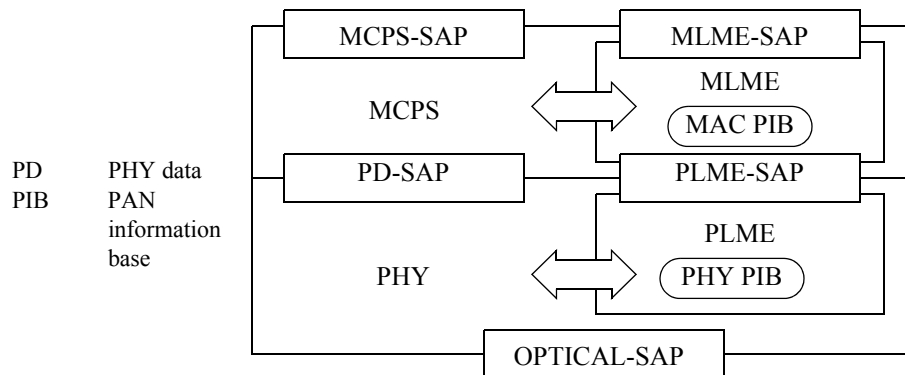 MCPS-SAP MLME-SAP
MLME
MCPS
MAC PIB
PD PHY data
PD-SAP PLME-SAP
PIB PAN
information
base
PLME
PHY
PHY PIB
OPTICAL-SAP